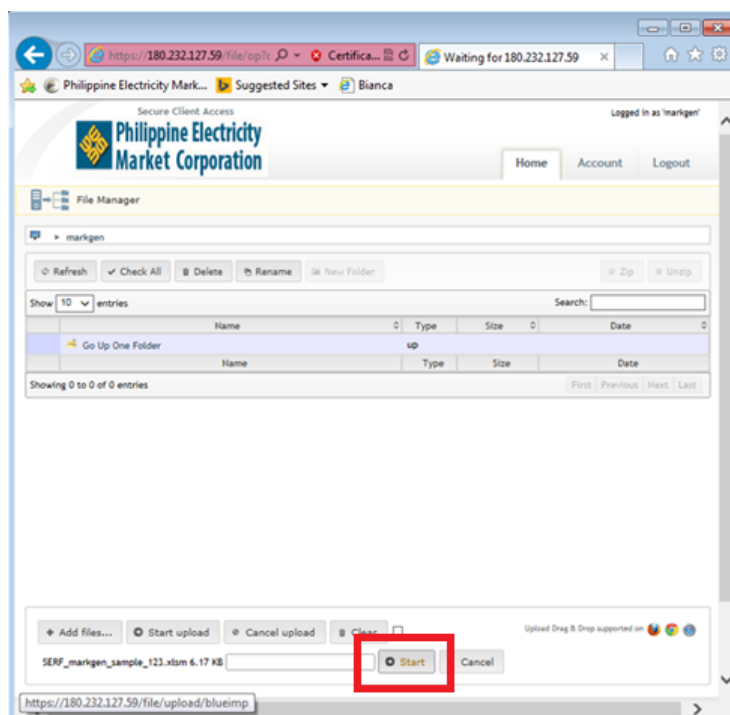 https://180.232.127.59/file/op?c
Certifica...
Waiting for 180.232.127.59
Philippine Electricity Mark...
Suggested Sites
Bianca
Secure Client Access
Logged in as 'markgen'
Philippine Electricity
Market Corporation
Home Account Logout
File Manager
markgen
Refresh Check All Delete Rename New Folder Zip Unzip
Show 10 entries Search:
Name Type Size Date
Go Up One Folder up
Name Type Size Date
Showing 0 to 0 of 0 entries First Previous Next Last
Add files... Start upload Cancel upload Clear Upload Drag & Drop supported on
SERF_markgen_sample_123.xlsm 6.17 KB Start Cancel
https://180.232.127.59/file/upload/blueimp